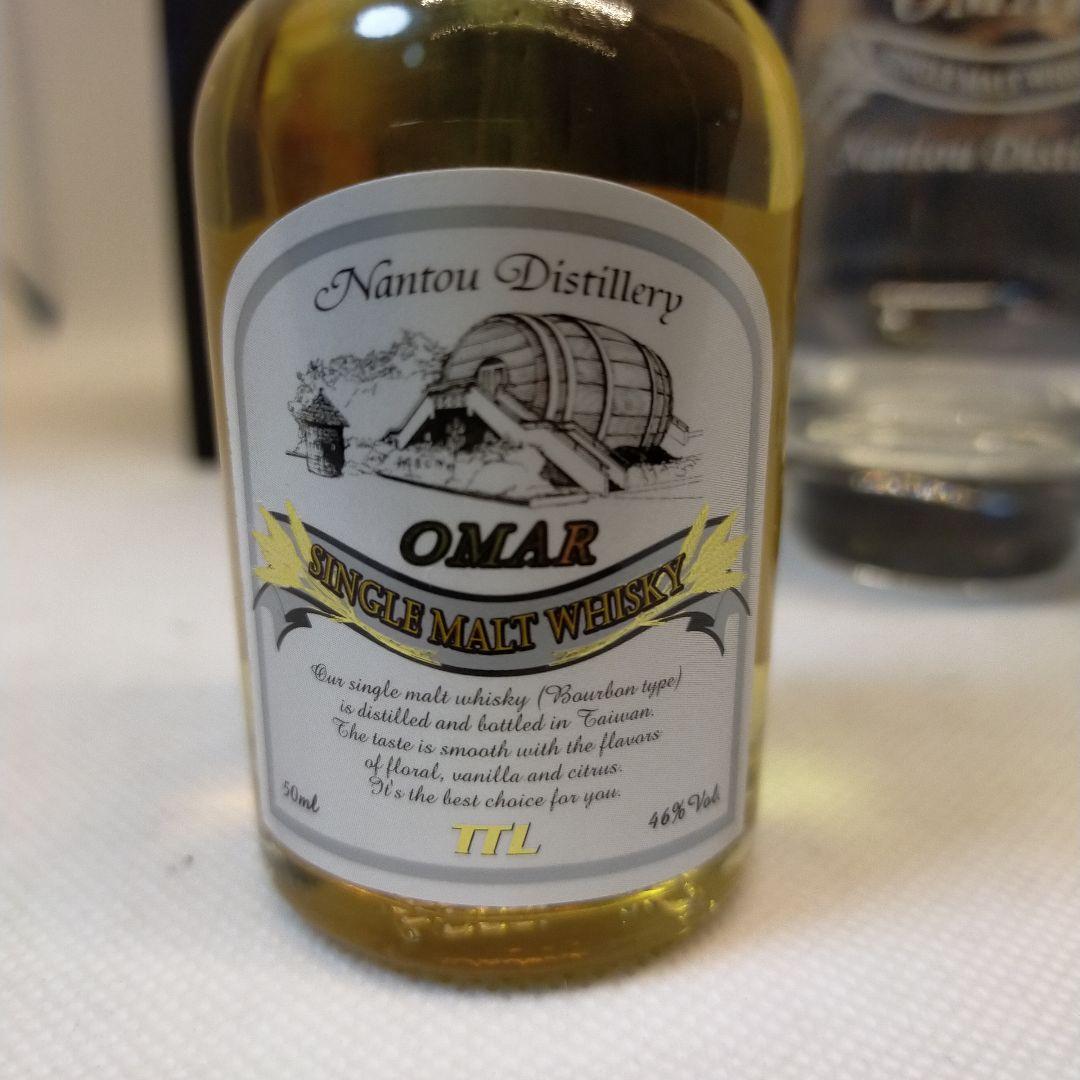 Nantou Distillery
OMAR
SINGLE MALT WHISKY
Our single malt whisky (Bourbon type)
is distilled and bottled in Taiwan.
The taste is smooth with the flavors
of floral, vanilla and citrus.
It's the best choice for you.
50ml
46% Vol.
TTL
Nantou